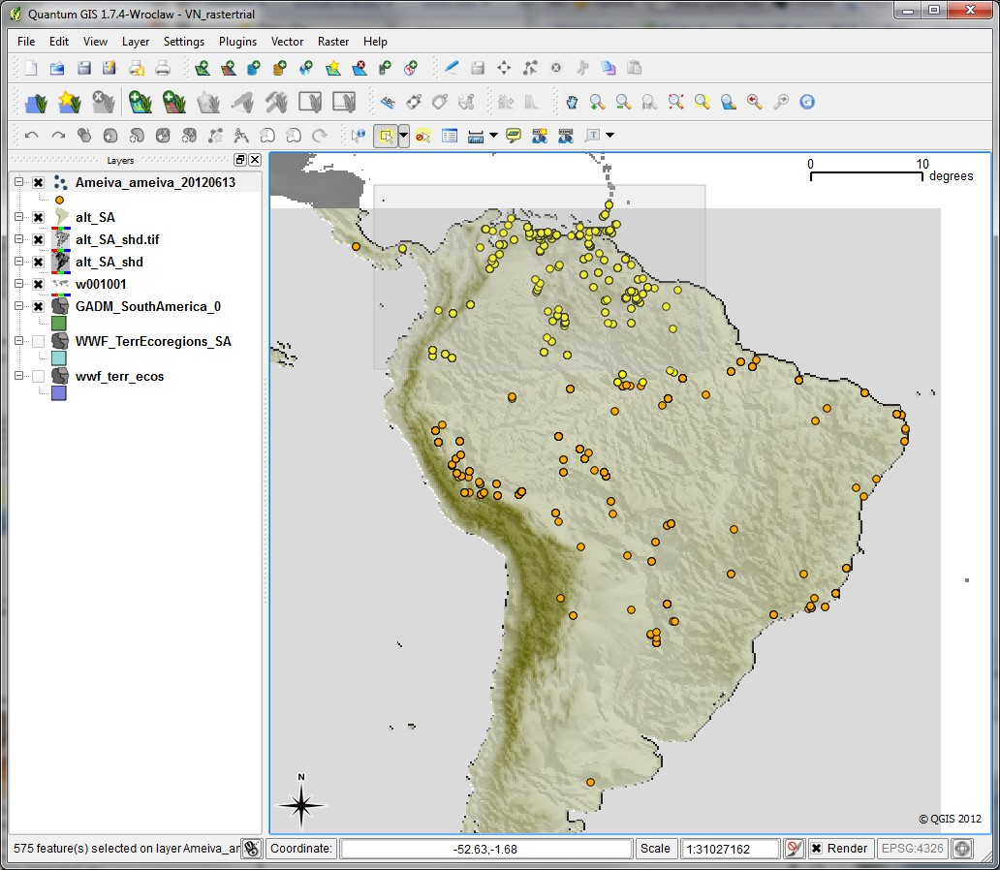 Quantum GIS 1.7.4-Wroclaw - VN_rastertrial
File Edit View Layer Settings Plugins Vector Raster Help
Layers
Ameiva_ameiva_20120613
alt_SA
alt_SA_shd.tif
alt_SA_shd
w001001
GADM_SouthAmerica_0
WWF_TerrEcoregions_SA
wwf_terr_ecos
0 10
degrees
N
© QGIS 2012
575 feature(s) selected on layer Ameiva_ar
Coordinate: -52.63,-1.68 Scale 1:31027162 Render EPSG:4326